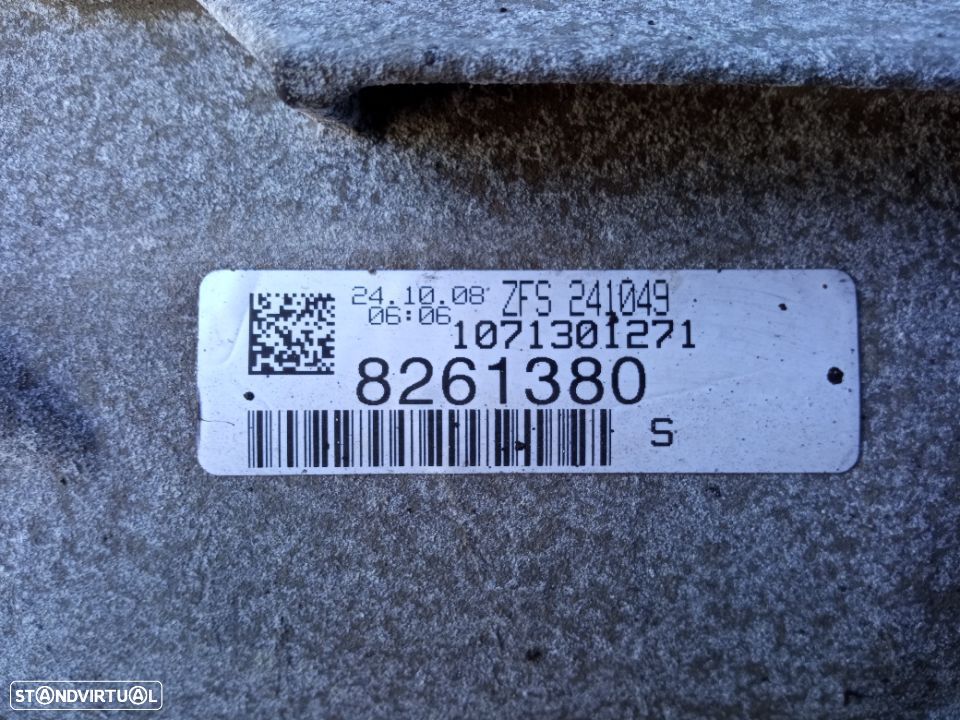 24.10.08 ZFS 241049
06:06
1071301271
8261380
S
STANDVIRTUAL